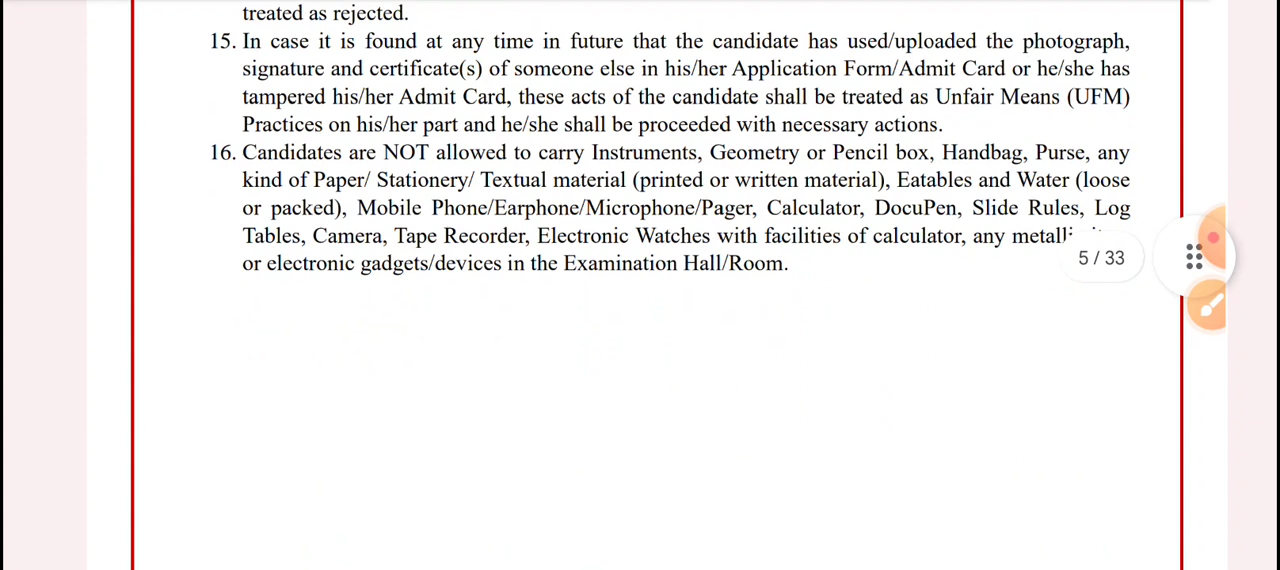 treated as rejected.
15. In case it is found at any time in future that the candidate has used/uploaded the photograph,
signature and certificate(s) of someone else in his/her Application Form/Admit Card or he/she has
tampered his/her Admit Card, these acts of the candidate shall be treated as Unfair Means (UFM)
Practices on his/her part and he/she shall be proceeded with necessary actions.
16. Candidates are NOT allowed to carry Instruments, Geometry or Pencil box, Handbag, Purse, any
kind of Paper/ Stationery/ Textual material (printed or written material), Eatables and Water (loose
or packed), Mobile Phone/Earphone/Microphone/Pager, Calculator, DocuPen, Slide Rules, Log
Tables, Camera, Tape Recorder, Electronic Watches with facilities of calculator, any
or electronic gadgets/devices in the Examination Hall/Room.
5 / 33